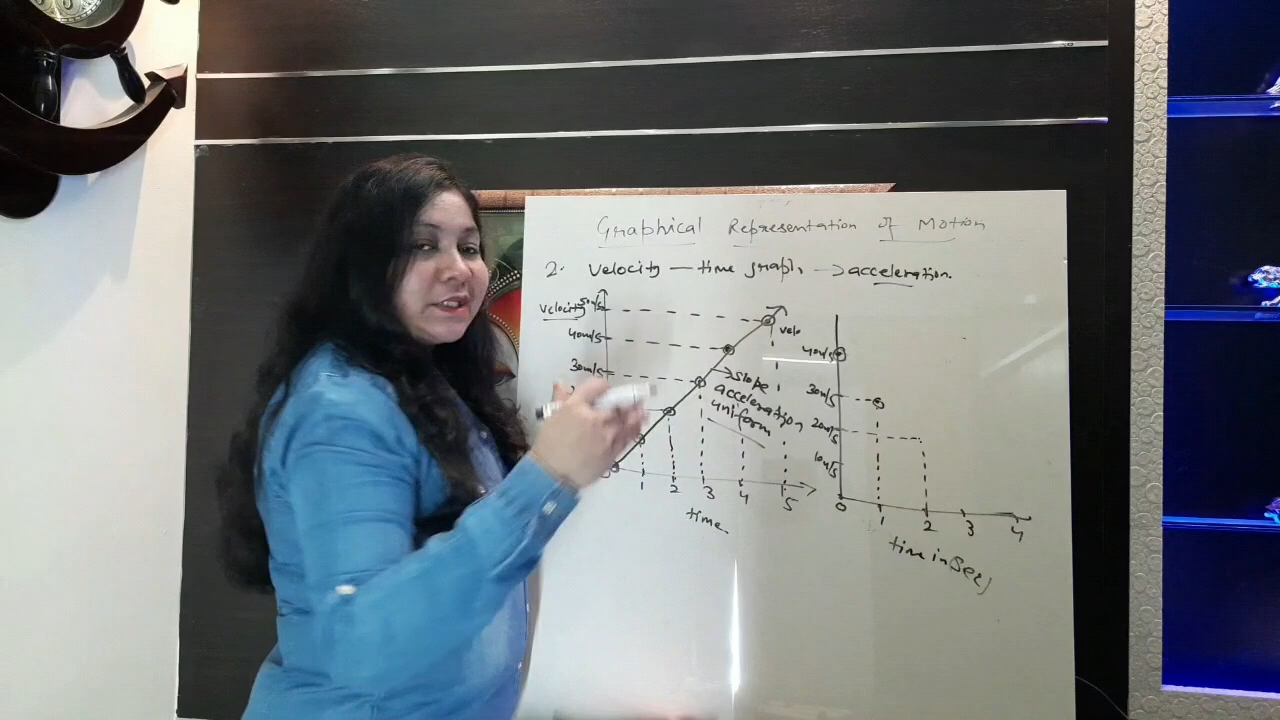 Graphical Representation of Motion
2. Velocity — time graph → acceleration.
Velocity 50m/s
velo
40m/s
40m/s
30m/s
→ slope
30m/s
acceleration
uniform
20m/s
10m/s
1 2 3 4 5
0 1 2 3 4
time
time in (sec)